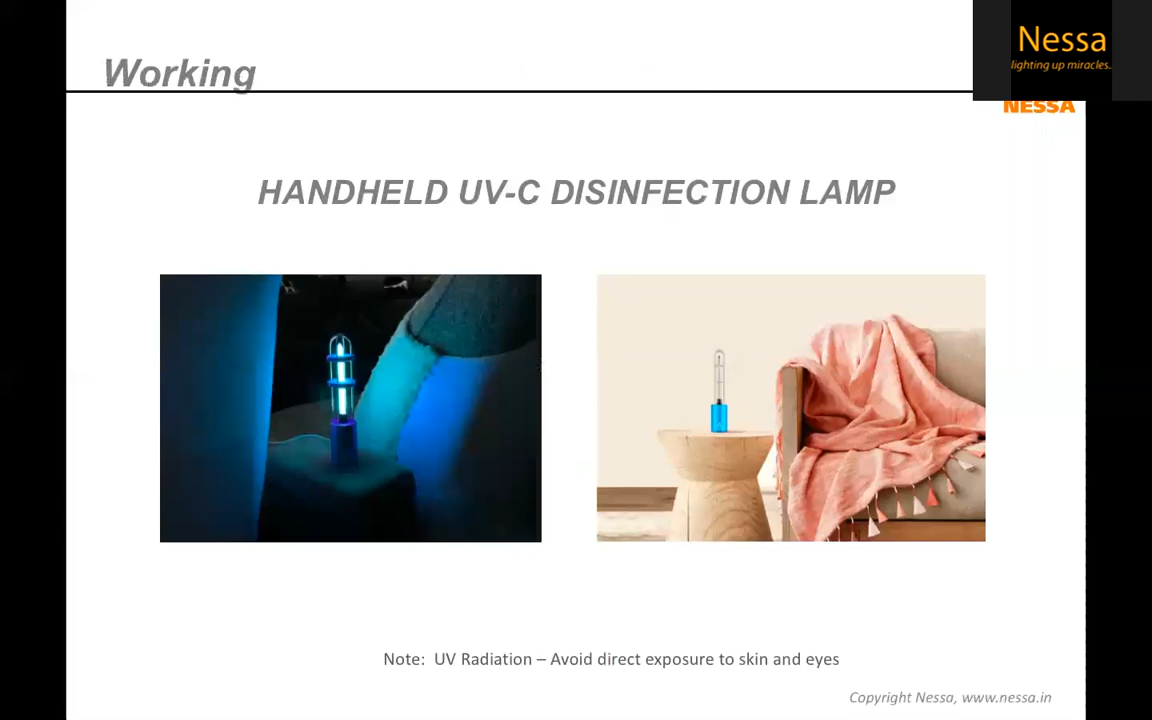 Working
Nessa
lighting up miracles..
NESSA
HANDHELD UV-C DISINFECTION LAMP
Note: UV Radiation – Avoid direct exposure to skin and eyes
Copyright Nessa, www.nessa.in